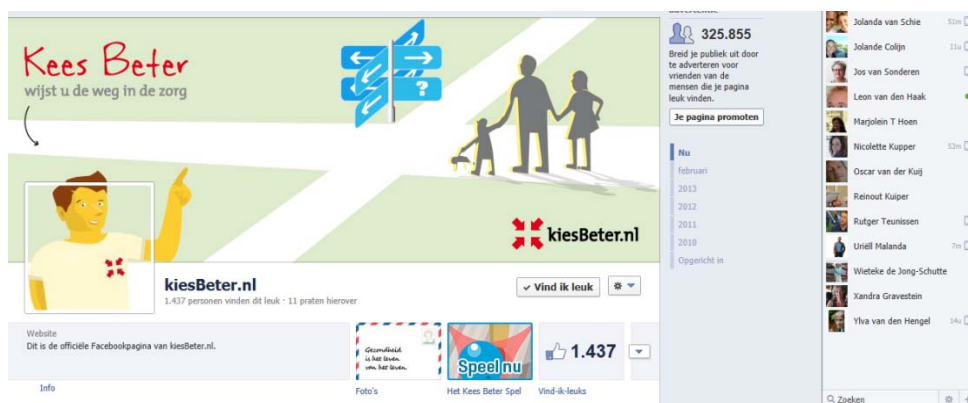 Kees Beter
wijst u de weg in de zorg
kiesBeter.nl
kiesBeter.nl
1.437 personen vinden dit leuk · 11 praten hierover
Vind ik leuk
Website
Dit is de officiële Facebookpagina van kiesBeter.nl.
Info
Gezondheid
is het leven
van het leven.
Foto's
Speel nu
Het Kees Beter Spel
1.437
Vind-ik-leuks
325.855
Breid je publiek uit door
te adverteren voor
vrienden van de
mensen die je pagina
leuk vinden.
Je pagina promoten
Nu
februari
2013
2012
2011
2010
Opgericht in
Jolanda van Schie 51m
Jolande Colijn 11u
Jos van Sonderen
Leon van den Haak
Marjolein T Hoen
Nicolette Kupper 53m
Oscar van der Kuij
Reinout Kuiper
Rutger Teunissen
Uriëll Malanda 7m
Wieteke de Jong-Schutte
Xandra Gravestein
Ylva van den Hengel 14u
Zoeken